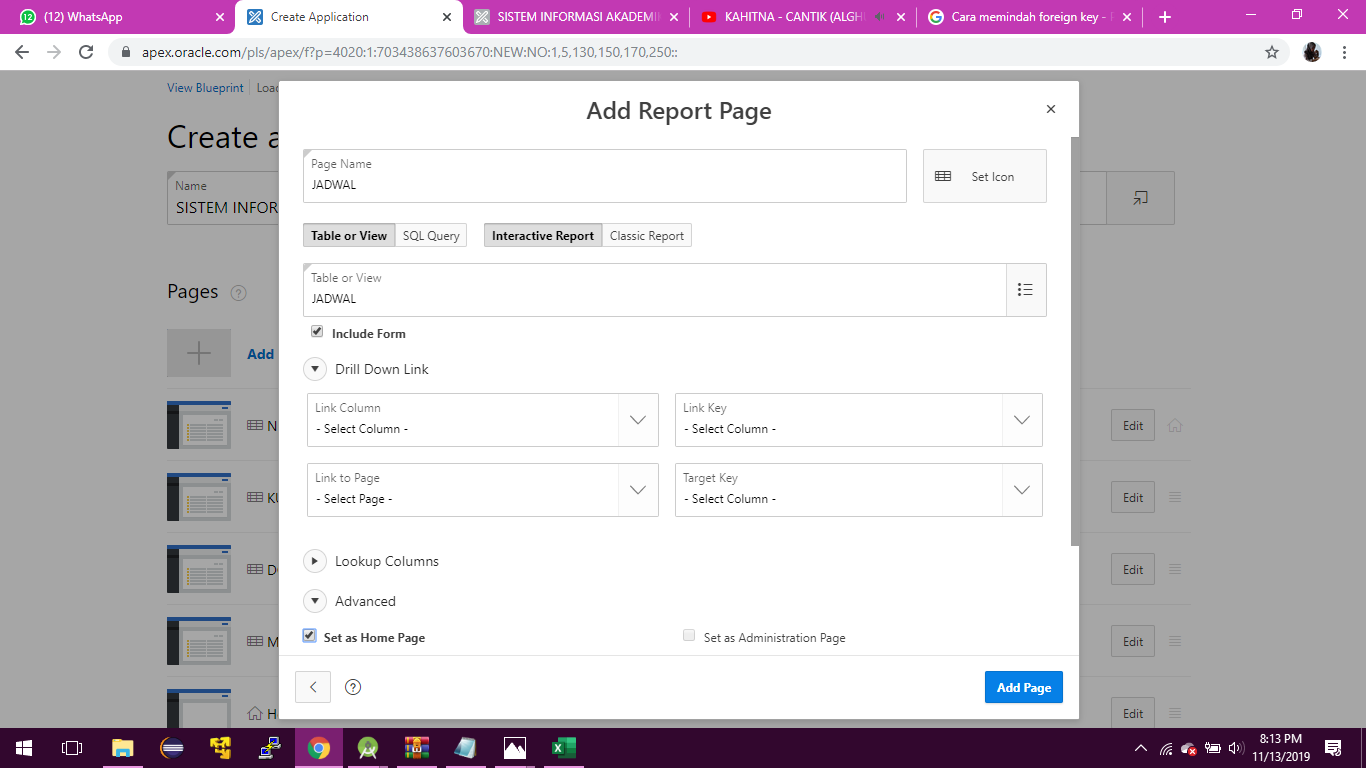 (12) WhatsApp
Create Application
SISTEM INFORMASI AKADEMI
KAHITNA - CANTIK (ALGH
Cara memindah foreign key -
apex.oracle.com/pls/apex/f?p=4020:1:703438637603670:NEW:NO:1,5,130,150,170,250::
View Blueprint
Loa
Create a
Name
SISTEM INFOR
Pages
Add
N
KU
D
M
H
Edit
Edit
Edit
Edit
Edit
Add Report Page
Page Name
JADWAL
Set Icon
Table or View SQL Query Interactive Report Classic Report
Table or View
JADWAL
Include Form
Drill Down Link
Link Column
- Select Column -
Link Key
- Select Column -
Link to Page
- Select Page -
Target Key
- Select Column -
Lookup Columns
Advanced
Set as Home Page
Set as Administration Page
Add Page
8:13 PM
11/13/2019